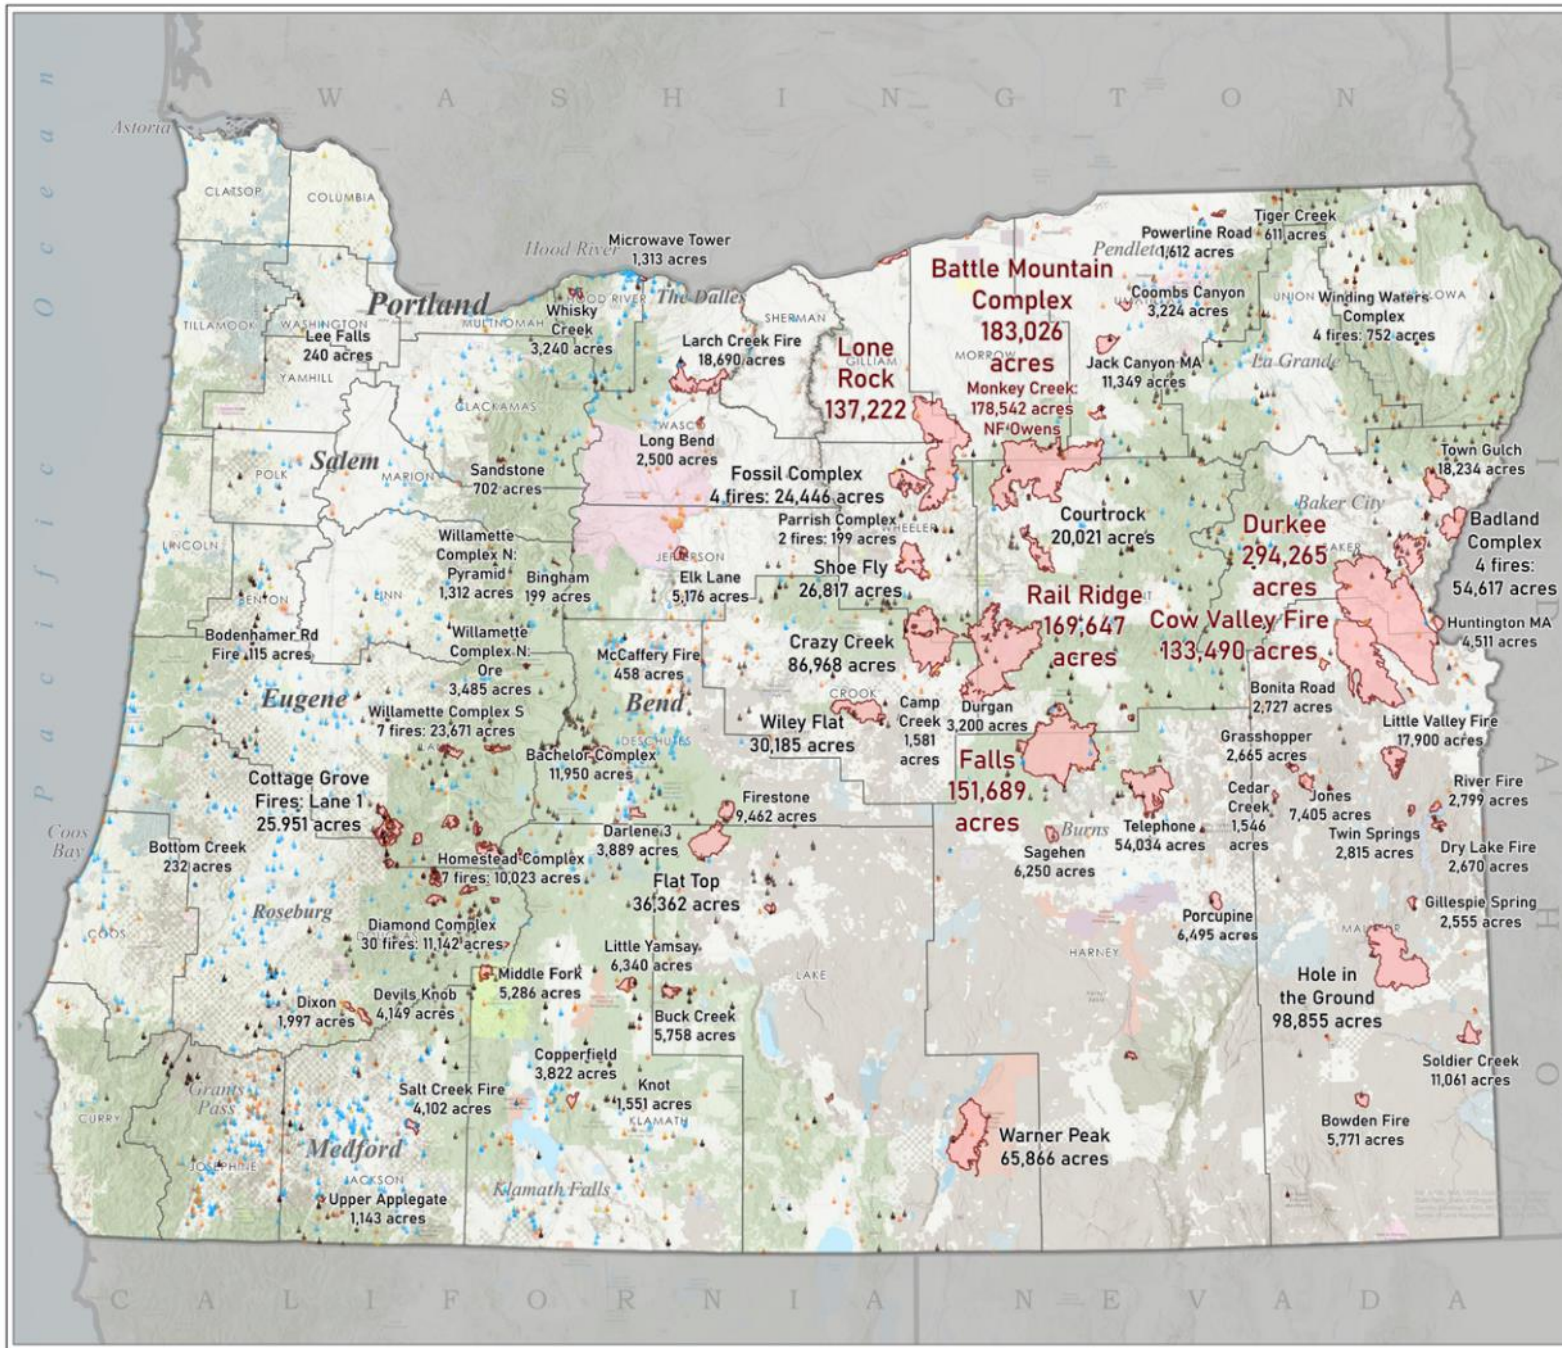 W A S H I N G T O N
Pacific Ocean
Astoria
CLATSOP
COLUMBIA
Tiger Creek
611 acres
Powerline Road
1,612 acres
Pendleton
Microwave Tower
1,313 acres
Hood River
HOOD RIVER
The Dalles
Battle Mountain
Complex
183,026
acres
Monkey Creek:
178,542 acres
NF Owens
Coombs Canyon
3,224 acres
UNION
Winding Waters
Complex
4 fires: 752 acres
Portland
MULTNOMAH
Whisky
Creek
3,240 acres
SHERMAN
TILLAMOOK
WASHINGTON
Lee Falls
240 acres
YAMHILL
Larch Creek Fire
18,690 acres
Lone
Rock
137,222
GILLIAM
MORROW
Jack Canyon MA
11,349 acres
La Grande
CLACKAMAS
WASCO
Long Bend
2,500 acres
Salem
POLK
MARION
Sandstone
702 acres
Fossil Complex
4 fires: 24,446 acres
Town Gulch
18,234 acres
Baker City
Parrish Complex
2 fires: 199 acres
WHEELER
Courtrock
20,021 acres
Durkee
294,265
acres
BAKER
Badland
Complex
4 fires:
54,617 acres
LINCOLN
Willamette
Complex N:
Pyramid
1,312 acres
Bingham
199 acres
JEFFERSON
Elk Lane
5,176 acres
Shoe Fly
26,817 acres
BENTON
LINN
Rail Ridge
169,647
acres
Cow Valley Fire
133,490 acres
Huntington MA
4,511 acres
Bodenhamer Rd
Fire 115 acres
Willamette
Complex N:
Ore
3,485 acres
McCaffery Fire
458 acres
Crazy Creek
86,968 acres
Eugene
Bend
CROOK
Camp
Creek
1,581
acres
Durgan
3,200 acres
Bonita Road
2,727 acres
Willamette Complex S
7 fires: 23,671 acres
DESCHUTES
Wiley Flat
30,185 acres
Little Valley Fire
17,900 acres
Grasshopper
2,665 acres
Bachelor Complex
11,950 acres
Falls
151,689
acres
Cottage Grove
Fires: Lane 1
25.951 acres
Firestone
9,462 acres
Cedar
Creek
1,546
acres
Jones
7,405 acres
River Fire
2,799 acres
Coos
Bay
Bottom Creek
232 acres
Darlene 3
3,889 acres
Burns
Telephone
54,034 acres
Twin Springs
2,815 acres
Dry Lake Fire
2,670 acres
Homestead Complex
7 fires: 10,023 acres
Sagehen
6,250 acres
Flat Top
36,362 acres
Roseburg
DOUGLAS
Diamond Complex
30 fires: 11,142 acres
COOS
Porcupine
6,495 acres
Gillespie Spring
2,555 acres
MALHEUR
Little Yamsay
6,340 acres
LAKE
HARNEY
Middle Fork
5,286 acres
Hole in
the Ground
98,855 acres
Dixon
1,997 acres
Devils Knob
4,149 acres
Buck Creek
5,758 acres
Soldier Creek
11,061 acres
Copperfield
3,822 acres
Grants
Pass
Salt Creek Fire
4,102 acres
Knot
1,551 acres
KLAMATH
CURRY
Bowden Fire
5,771 acres
Medford
JOSEPHINE
JACKSON
Warner Peak
65,866 acres
Upper Applegate
1,143 acres
Klamath Falls
I D A H O
C A L I F O R N I A
N E V A D A